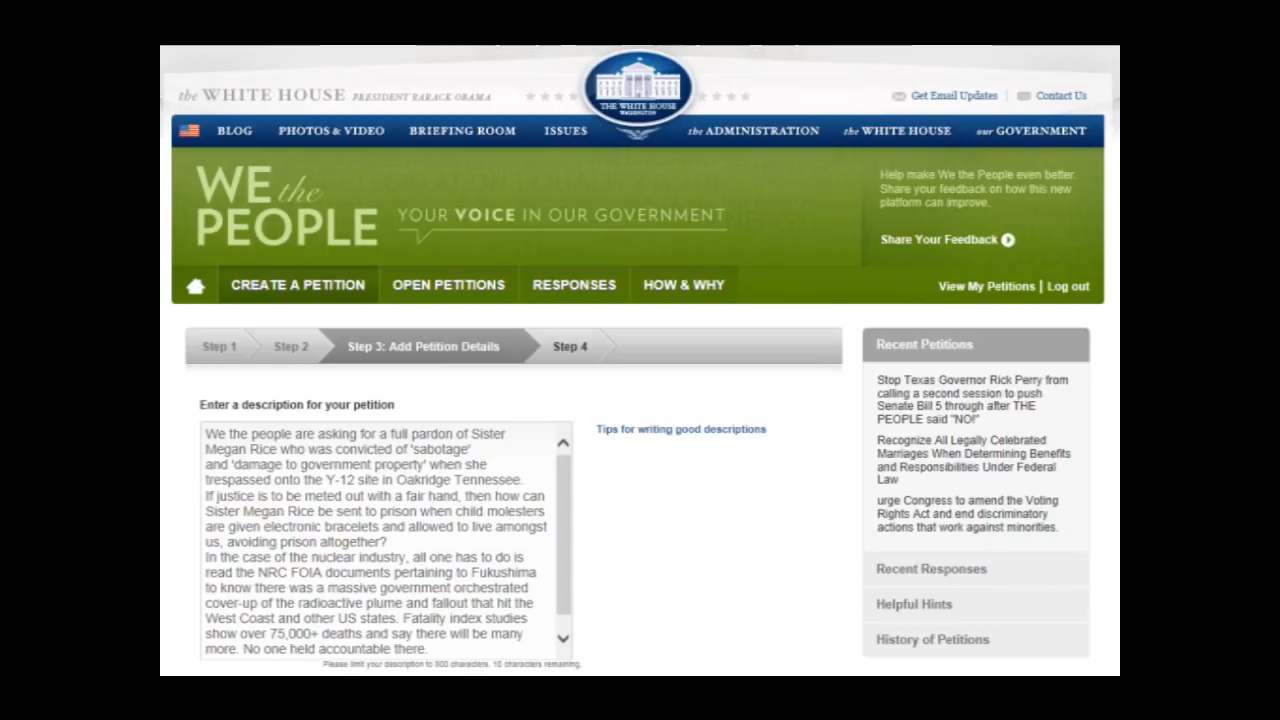 the WHITE HOUSE PRESIDENT BARACK OBAMA
THE WHITE HOUSE
WASHINGTON
Get Email Updates | Contact Us
BLOG PHOTOS & VIDEO BRIEFING ROOM ISSUES the ADMINISTRATION the WHITE HOUSE our GOVERNMENT
WE the
PEOPLE
YOUR VOICE IN OUR GOVERNMENT
Help make We the People even better.
Share your feedback on how this new
platform can improve.
Share Your Feedback
CREATE A PETITION OPEN PETITIONS RESPONSES HOW & WHY
View My Petitions | Log out
Step 1 Step 2 Step 3: Add Petition Details Step 4
Enter a description for your petition
We the people are asking for a full pardon of Sister
Megan Rice who was convicted of 'sabotage'
and 'damage to government property' when she
trespassed onto the Y-12 site in Oakridge Tennessee.
If justice is to be meted out with a fair hand, then how can
Sister Megan Rice be sent to prison when child molesters
are given electronic bracelets and allowed to live amongst
us, avoiding prison altogether?
In the case of the nuclear industry, all one has to do is
read the NRC FOIA documents pertaining to Fukushima
to know there was a massive government orchestrated
cover-up of the radioactive plume and fallout that hit the
West Coast and other US states. Fatality index studies
show over 75,000+ deaths and say there will be many
more. No one held accountable there.
Please limit your description to 800 characters. 10 characters remaining.
Tips for writing good descriptions
Recent Petitions
Stop Texas Governor Rick Perry from
calling a second session to push
Senate Bill 5 through after THE
PEOPLE said "NO!"
Recognize All Legally Celebrated
Marriages When Determining Benefits
and Responsibilities Under Federal
Law
urge Congress to amend the Voting
Rights Act and end discriminatory
actions that work against minorities.
Recent Responses
Helpful Hints
History of Petitions